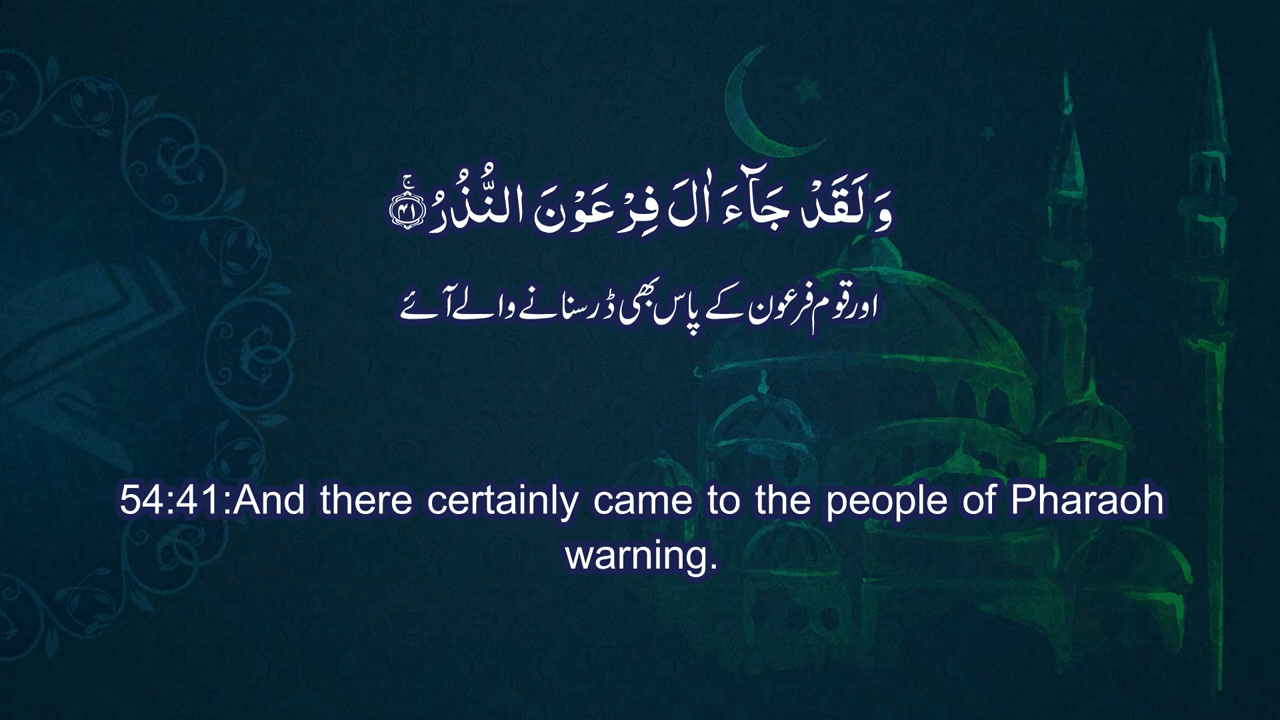 وَلَقَدْ جَآءَ اٰلَ فِرْعَوْنَ النُّذُرُ ۚ﴿۴۱﴾
اور قوم فرعون کے پاس بھی ڈر سنانے والے آئے
54:41:And there certainly came to the people of Pharaoh
warning.